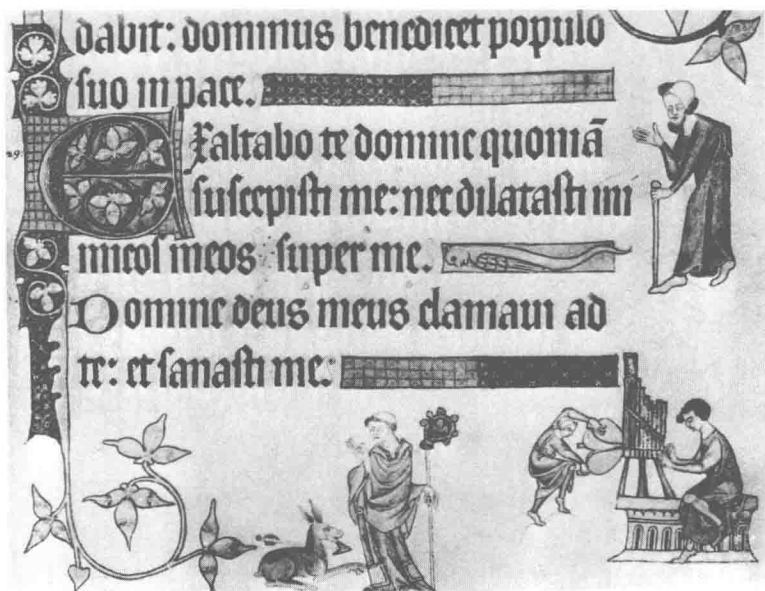 dabit: dominus benedicet populo
suo in pace.
Exaltabo te domine quoniā
suscepisti me: nec dilatasti ini
micos meos super me.
Domine deus meus clamaui ad
te: et sanasti me.